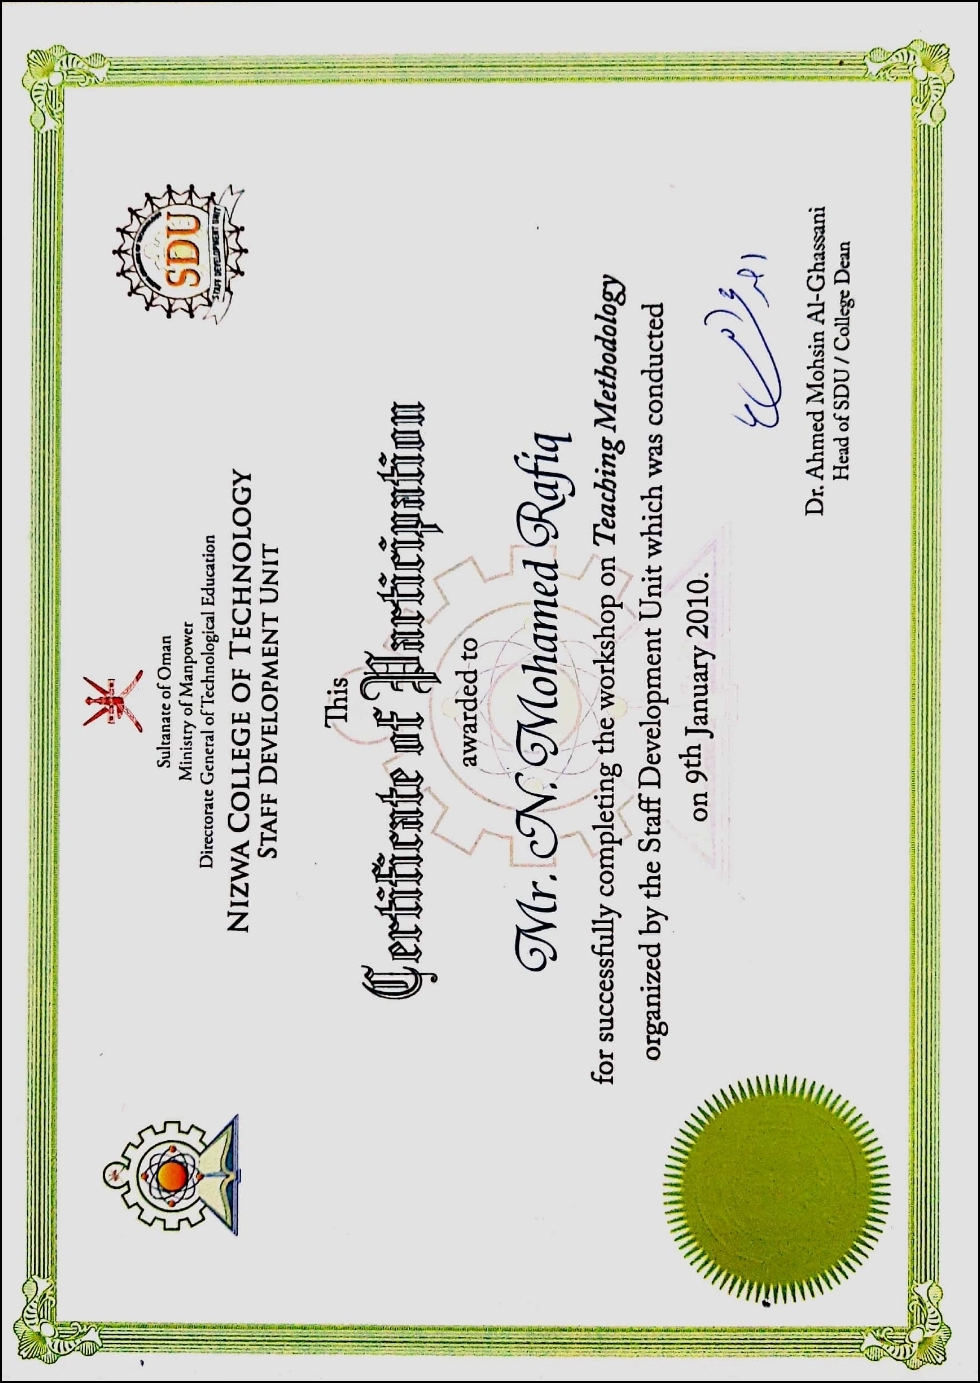 Sultanate of Oman
Ministry of Manpower
Directorate General of Technological Education
NIZWA COLLEGE OF TECHNOLOGY
STAFF DEVELOPMENT UNIT
SDU
STAFF DEVELOPMENT UNIT
This
Certificate of Participation
awarded to
Mr. N. Mohamed Rafiq
for successfully completing the workshop on Teaching Methodology
organized by the Staff Development Unit which was conducted
on 9th January 2010.
Dr. Ahmed Mohsin Al-Ghassani
Head of SDU / College Dean